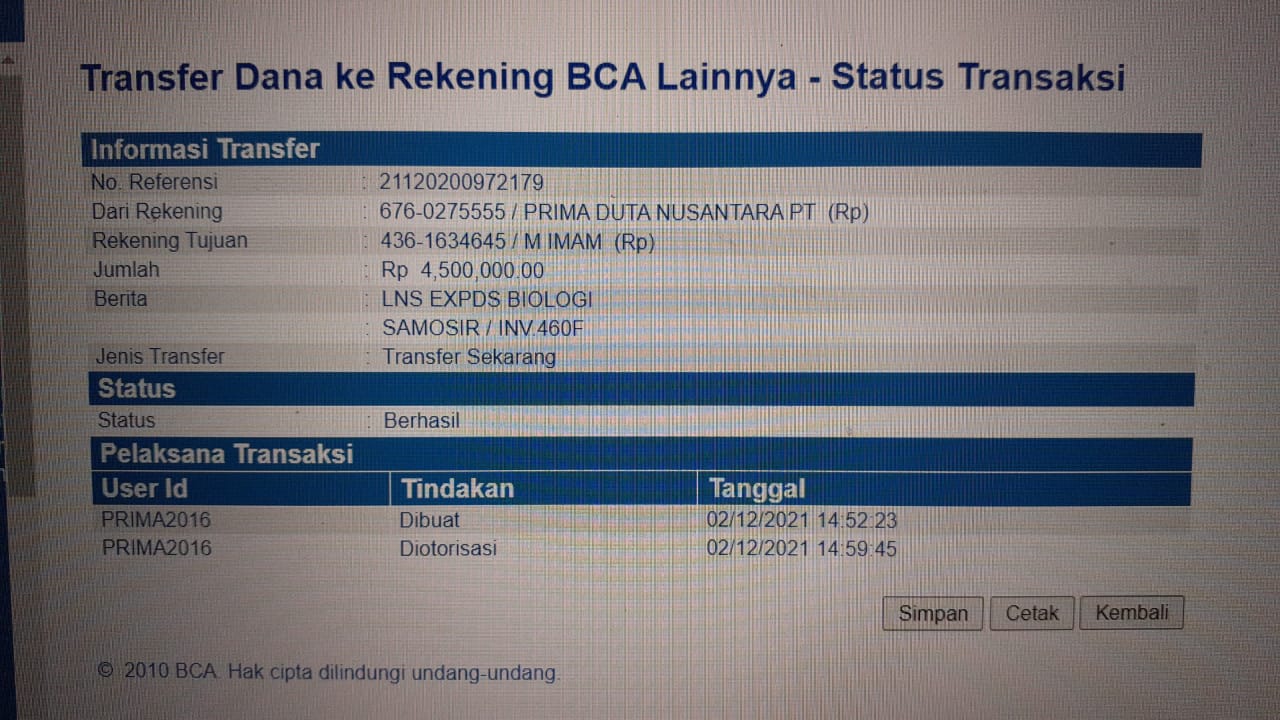 Transfer Dana ke Rekening BCA Lainnya - Status Transaksi
Informasi Transfer
No. Referensi : 21120200972179
Dari Rekening : 676-0275555 / PRIMA DUTA NUSANTARA PT (Rp)
Rekening Tujuan : 436-1634645 / M IMAM (Rp)
Jumlah : Rp 4,500,000.00
Berita : LNS EXPDS BIOLOGI
: SAMOSIR / INV.460F
Jenis Transfer : Transfer Sekarang
Status
Status : Berhasil
Pelaksana Transaksi
User Id Tindakan Tanggal
PRIMA2016 Dibuat 02/12/2021 14:52:23
PRIMA2016 Diotorisasi 02/12/2021 14:59:45
Simpan Cetak Kembali
© 2010 BCA. Hak cipta dilindungi undang-undang.